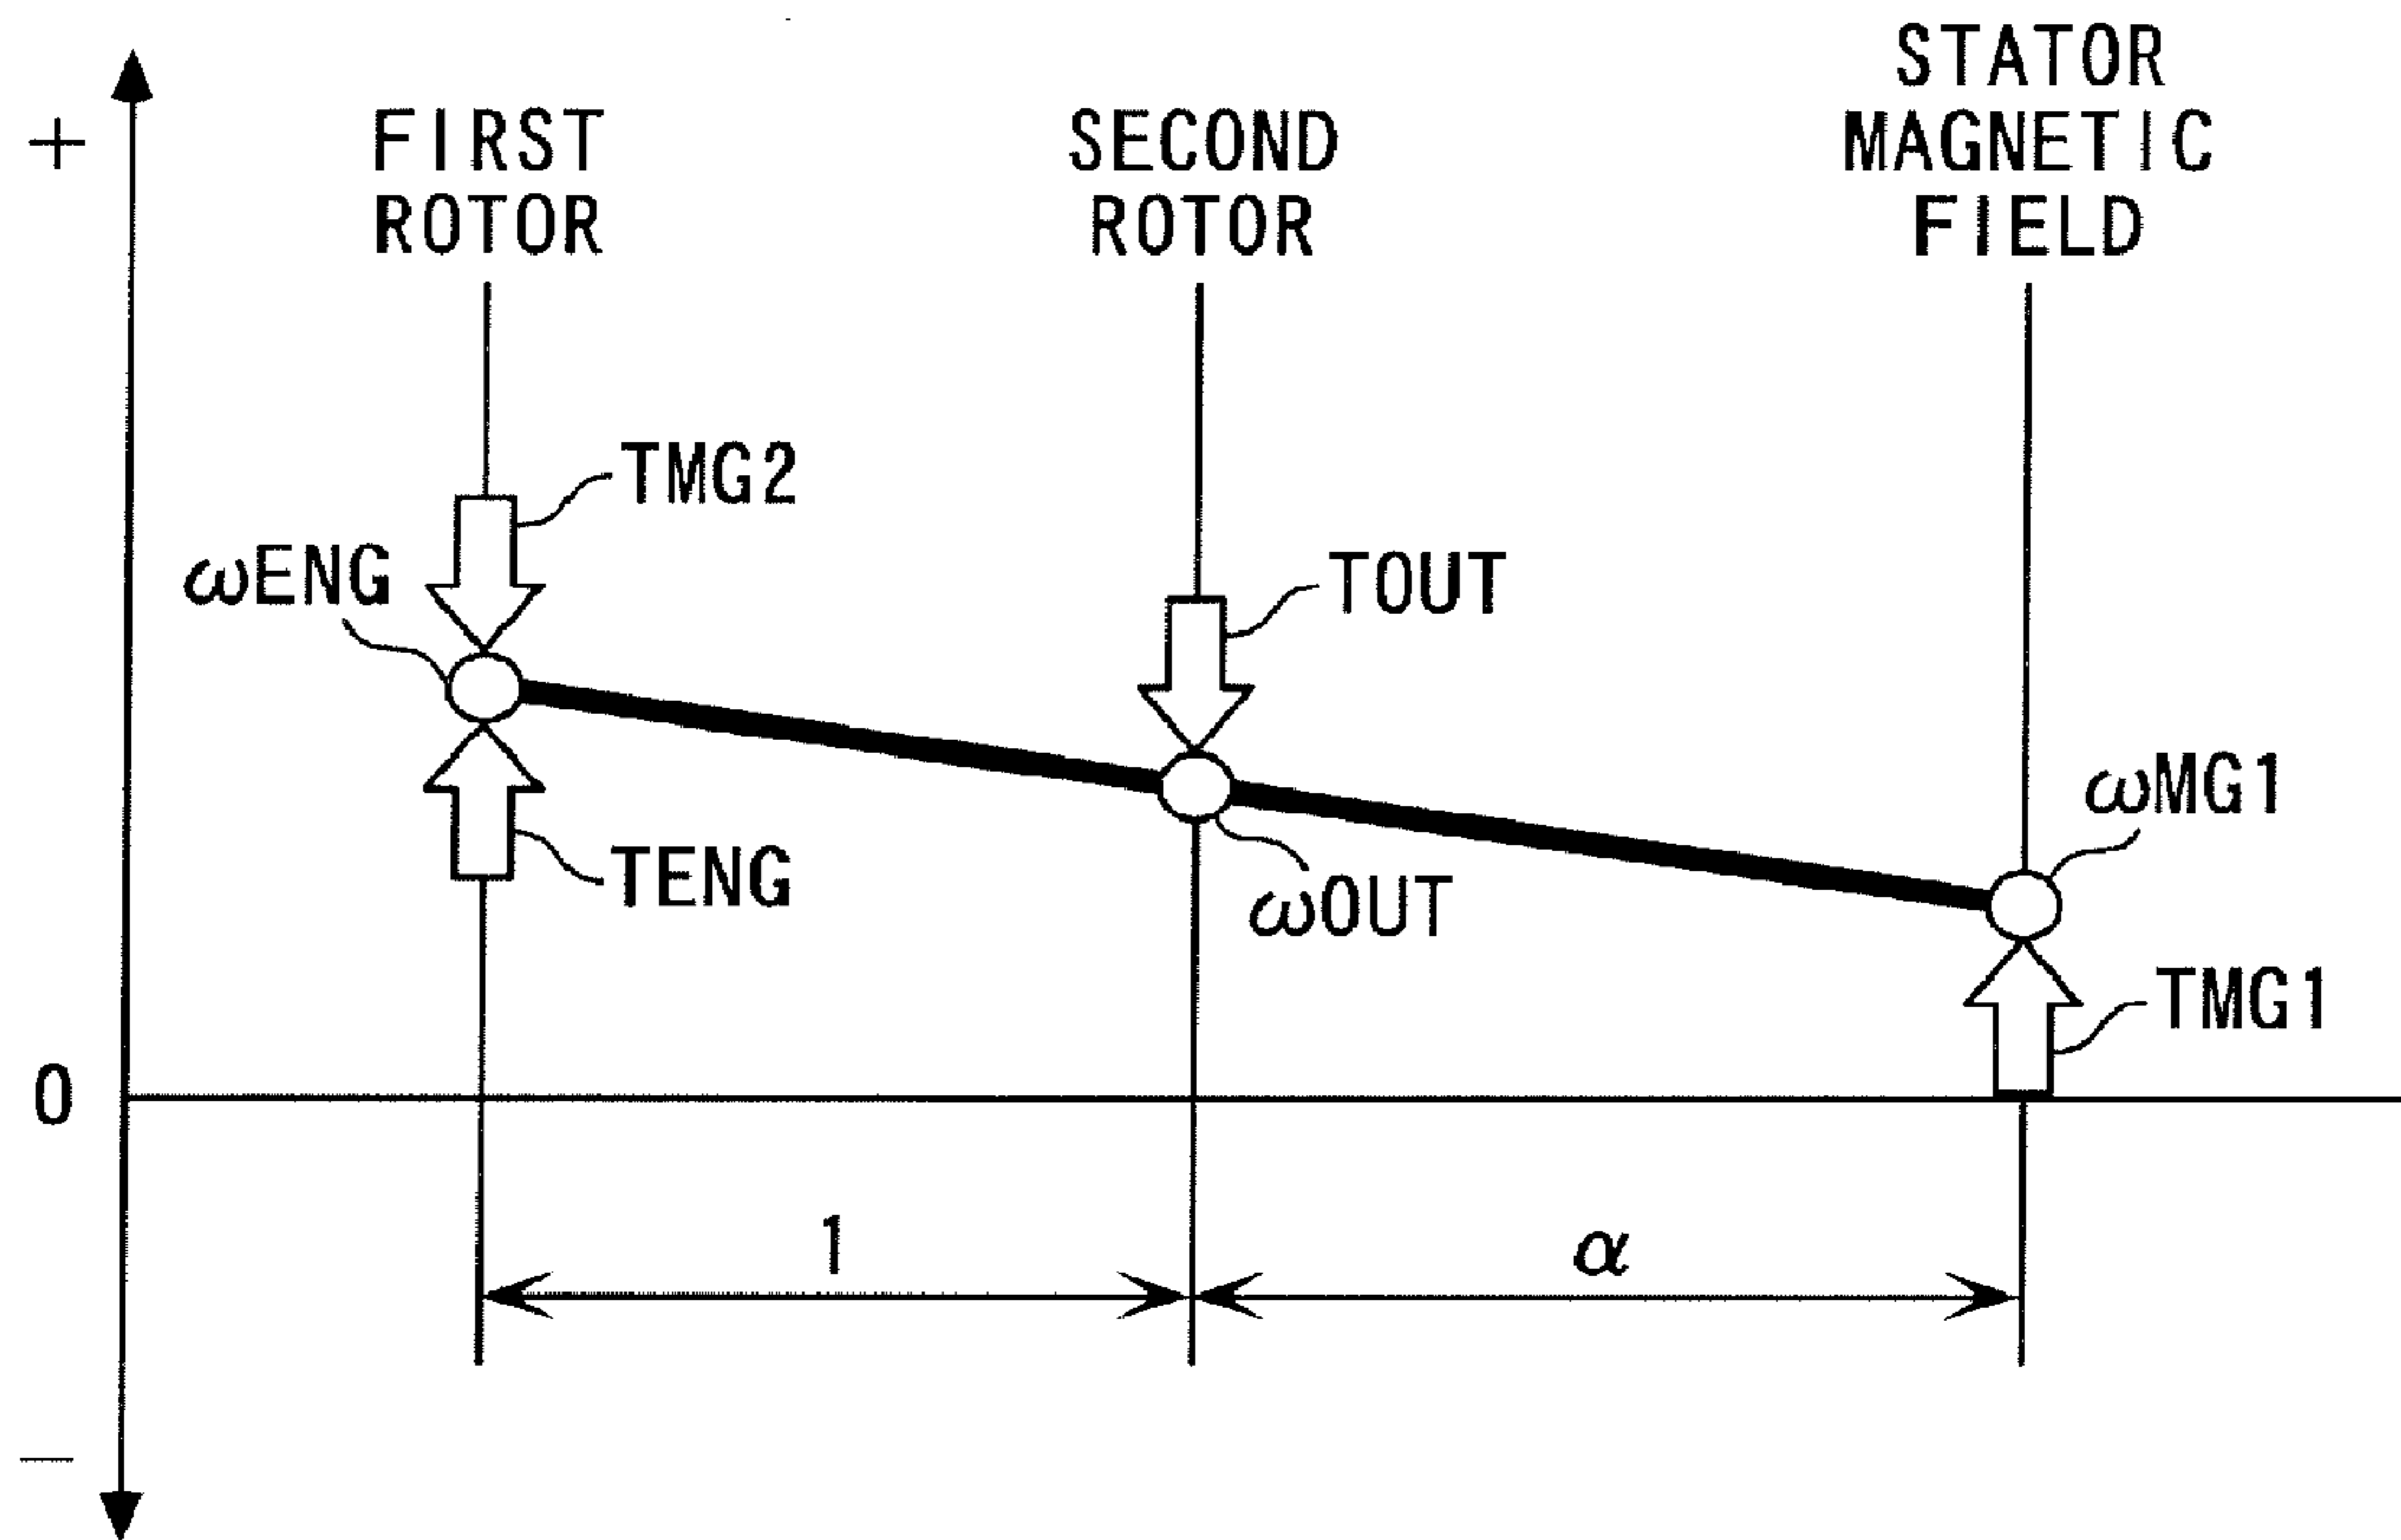 STATOR
MAGNETIC
FIELD
FIRST
ROTOR
SECOND
ROTOR
+
TMG2
ωENG
TOUT
ωMG1
TENG
ωOUT
TMG1
0
1
α
−